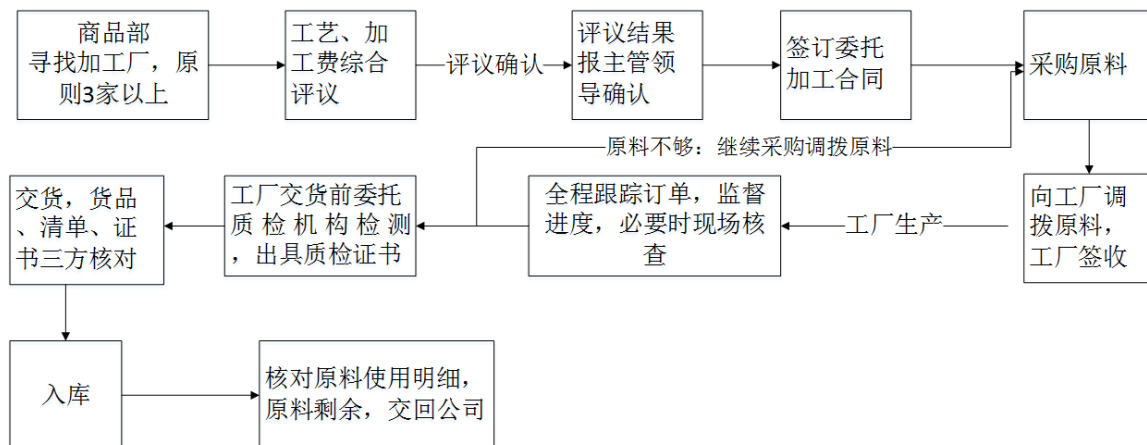 商品部
寻找加工厂，原
则3家以上
工艺、加
工费综合
评议
评议确认
评议结果
报主管领
导确认
签订委托
加工合同
采购原料
原料不够：继续采购调拨原料
向工厂调
拨原料，
工厂签收
工厂生产
全程跟踪订单，监督
进度，必要时现场核
查
工厂交货前委托
质检机构检测
，出具质检证书
交货，货品
、清单、证
书三方核对
入库
核对原料使用明细，
原料剩余，交回公司